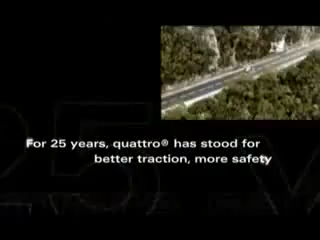 For 25 years, quattro® has stood for
better traction, more safety